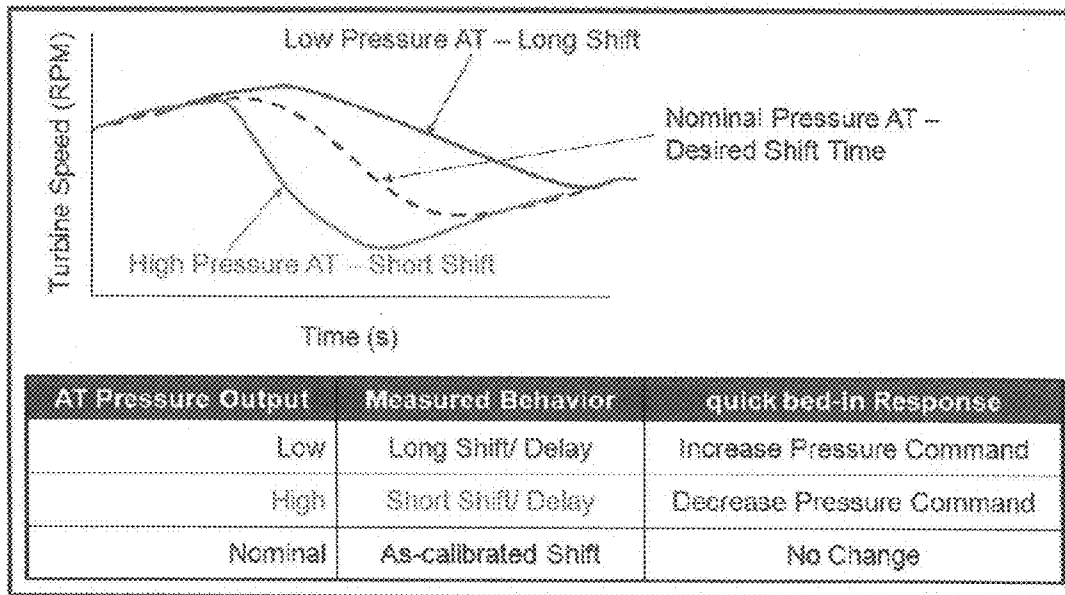 Low Pressure AT – Long Shift
Turbine Speed (RPM)
Nominal Pressure AT –
Desired Shift Time
High Pressure AT – Short Shift
Time (s)
AT Pressure Output Measured Behavior quick bed-In Response
Low Long Shift/ Delay Increase Pressure Command
High Short Shift/ Delay Decrease Pressure Command
Nominal As-calibrated Shift No Change